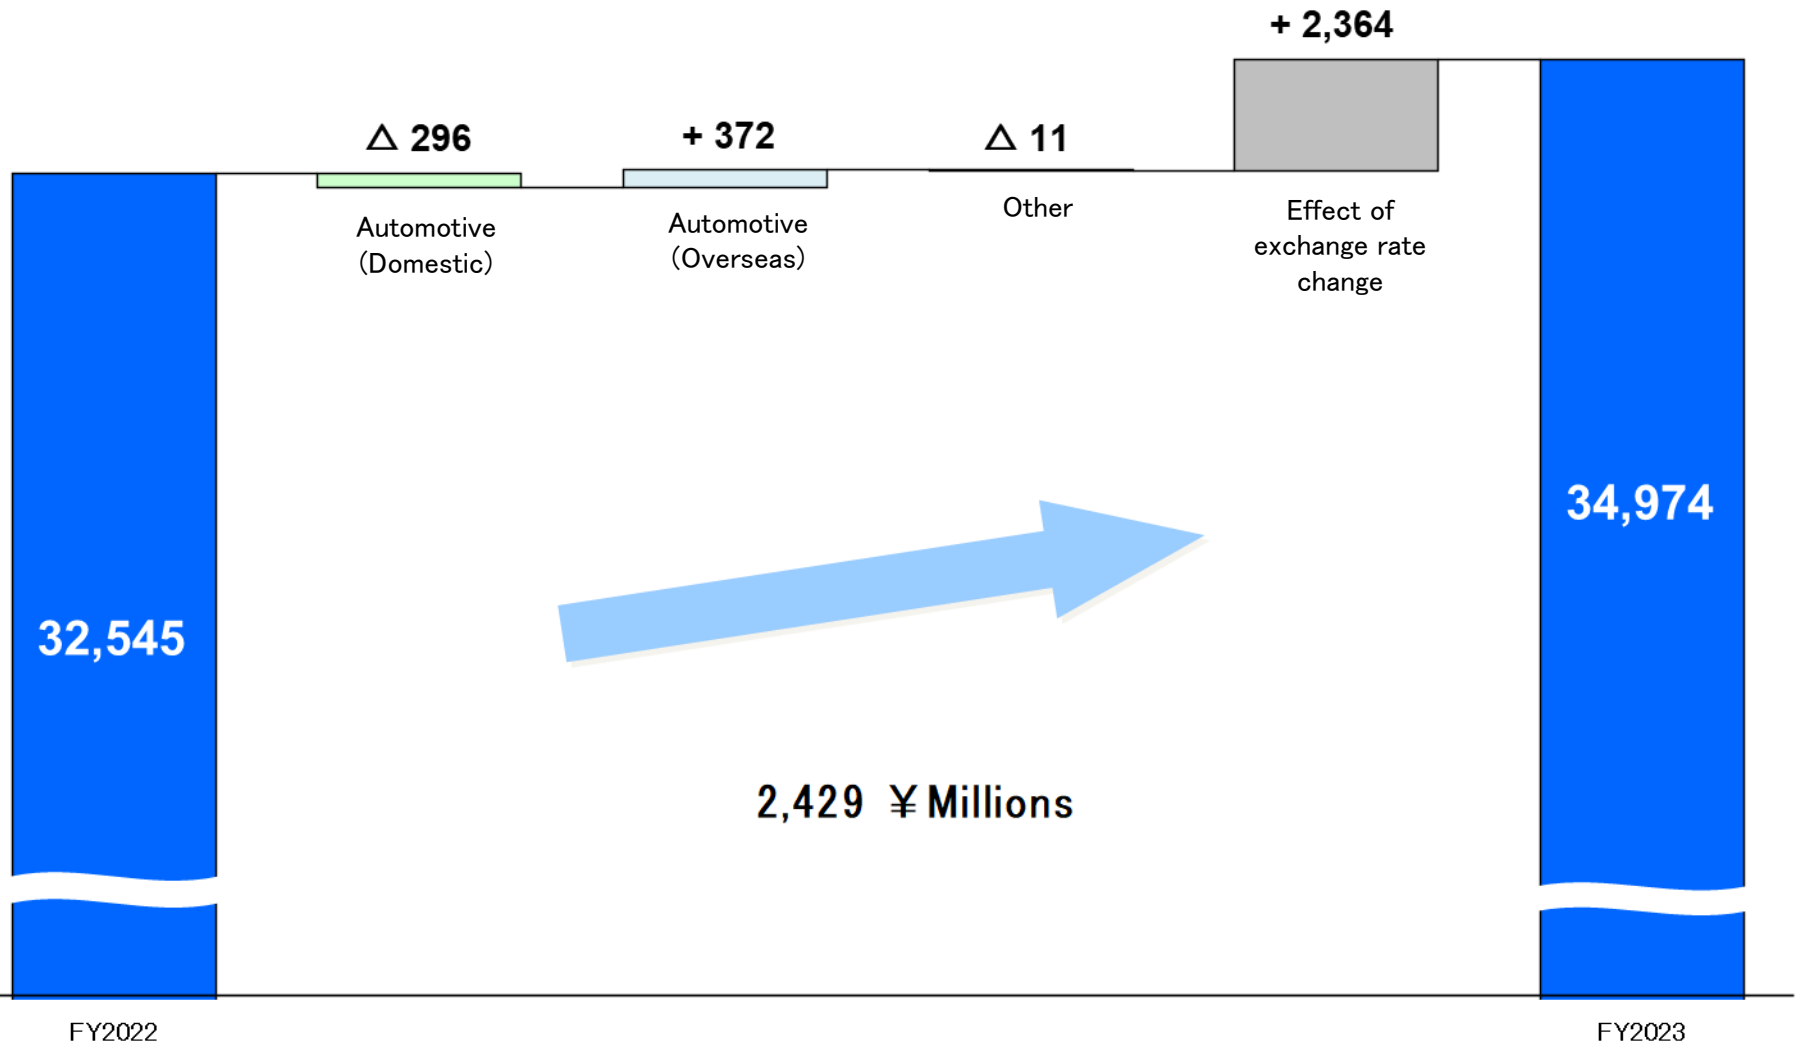 + 2,364
△ 296
+ 372
△ 11
Automotive
(Domestic)
Automotive
(Overseas)
Other
Effect of
exchange rate
change
34,974
32,545
2,429 ¥Millions
FY2022
FY2023